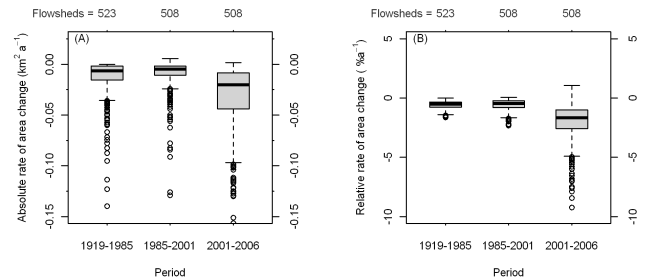 Flowsheds = 523 508 508
(A)
Absolute rate of area change (km² a⁻¹)
0.00 0.00
-0.05 -0.05
-0.10 -0.10
-0.15 -0.15
1919-1985 1985-2001 2001-2006
Period
Flowsheds = 523 508 508
(B)
Relative rate of area change ( %a⁻¹)
5 5
0 0
-5 -5
-10 -10
1919-1985 1985-2001 2001-2006
Period